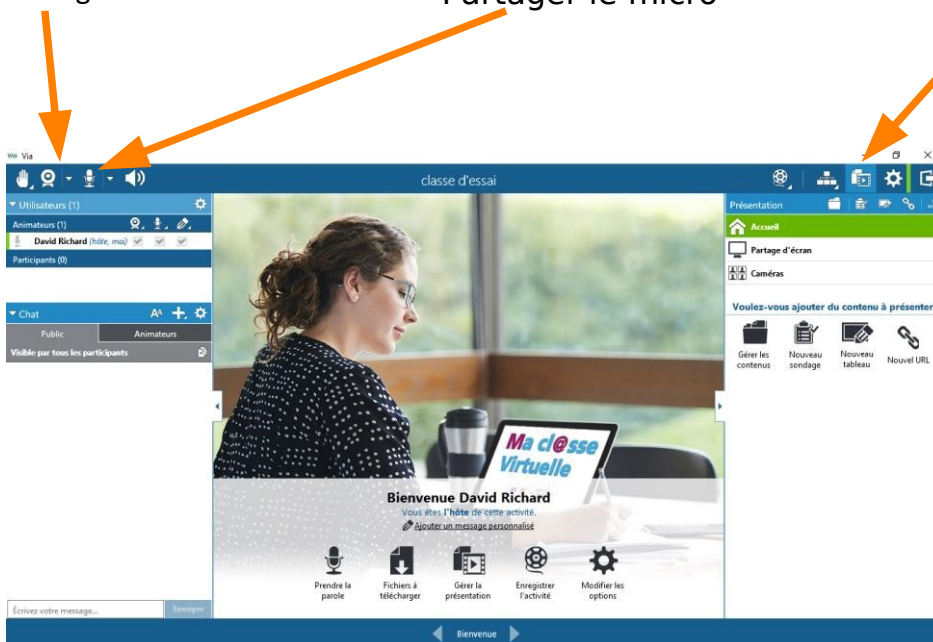 Partager le micro
Via
classe d'essai
Utilisateurs (1)
Animateurs (1)
David Richard (hôte, moi)
Participants (0)
Chat
Public
Animateurs
Visible par tous les participants
Écrivez votre message...
Envoyer
Ma cl@sse
Virtuelle
Bienvenue David Richard
Vous êtes l'hôte de cette activité.
Ajouter un message personnalisé
Prendre la parole
Fichiers à télécharger
Gérer la présentation
Enregistrer l'activité
Modifier les options
Bienvenue
Présentation
Accueil
Partage d'écran
Caméras
Voulez-vous ajouter du contenu à présenter
Gérer les contenus
Nouveau sondage
Nouveau tableau
Nouvel URL